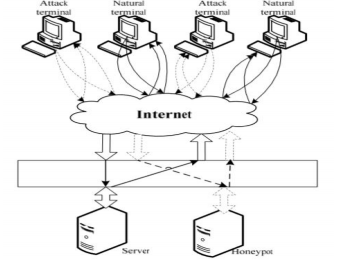 Attack terminal
Natural terminal
Attack terminal
Natural terminal
Internet
Server
Honeypot